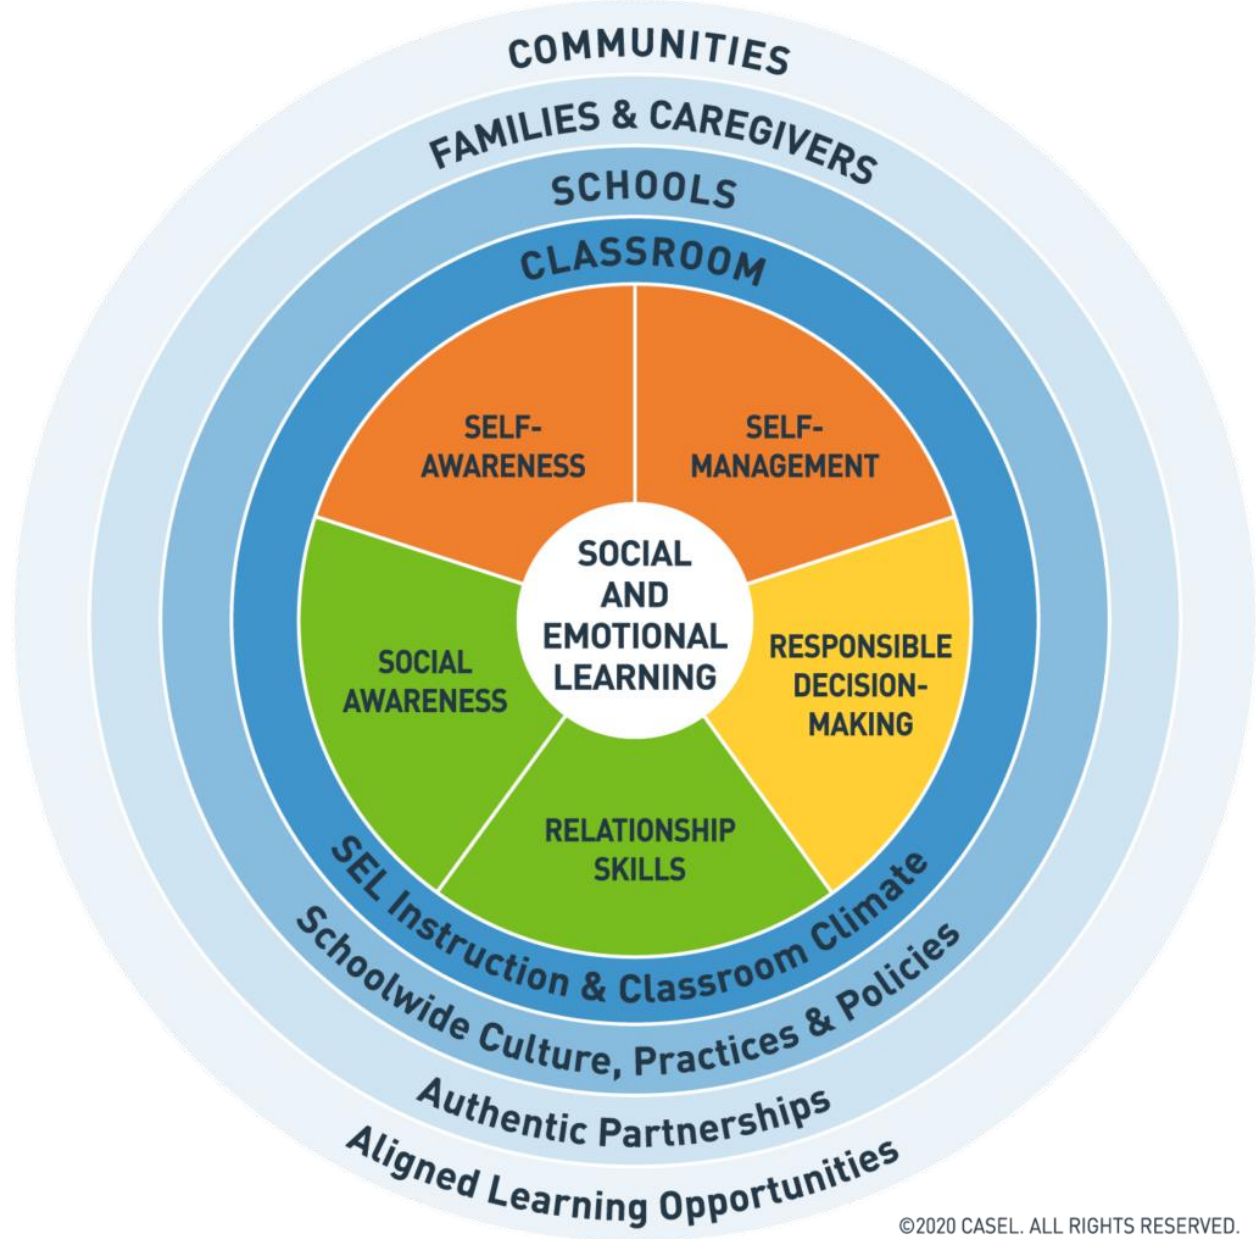 COMMUNITIES
FAMILIES & CAREGIVERS
SCHOOLS
CLASSROOM
SELF-
AWARENESS
SELF-
MANAGEMENT
SOCIAL
AND
EMOTIONAL
LEARNING
SOCIAL
AWARENESS
RESPONSIBLE
DECISION-
MAKING
RELATIONSHIP
SKILLS
SEL Instruction & Classroom Climate
Schoolwide Culture, Practices & Policies
Authentic Partnerships
Aligned Learning Opportunities
©2020 CASEL. ALL RIGHTS RESERVED.